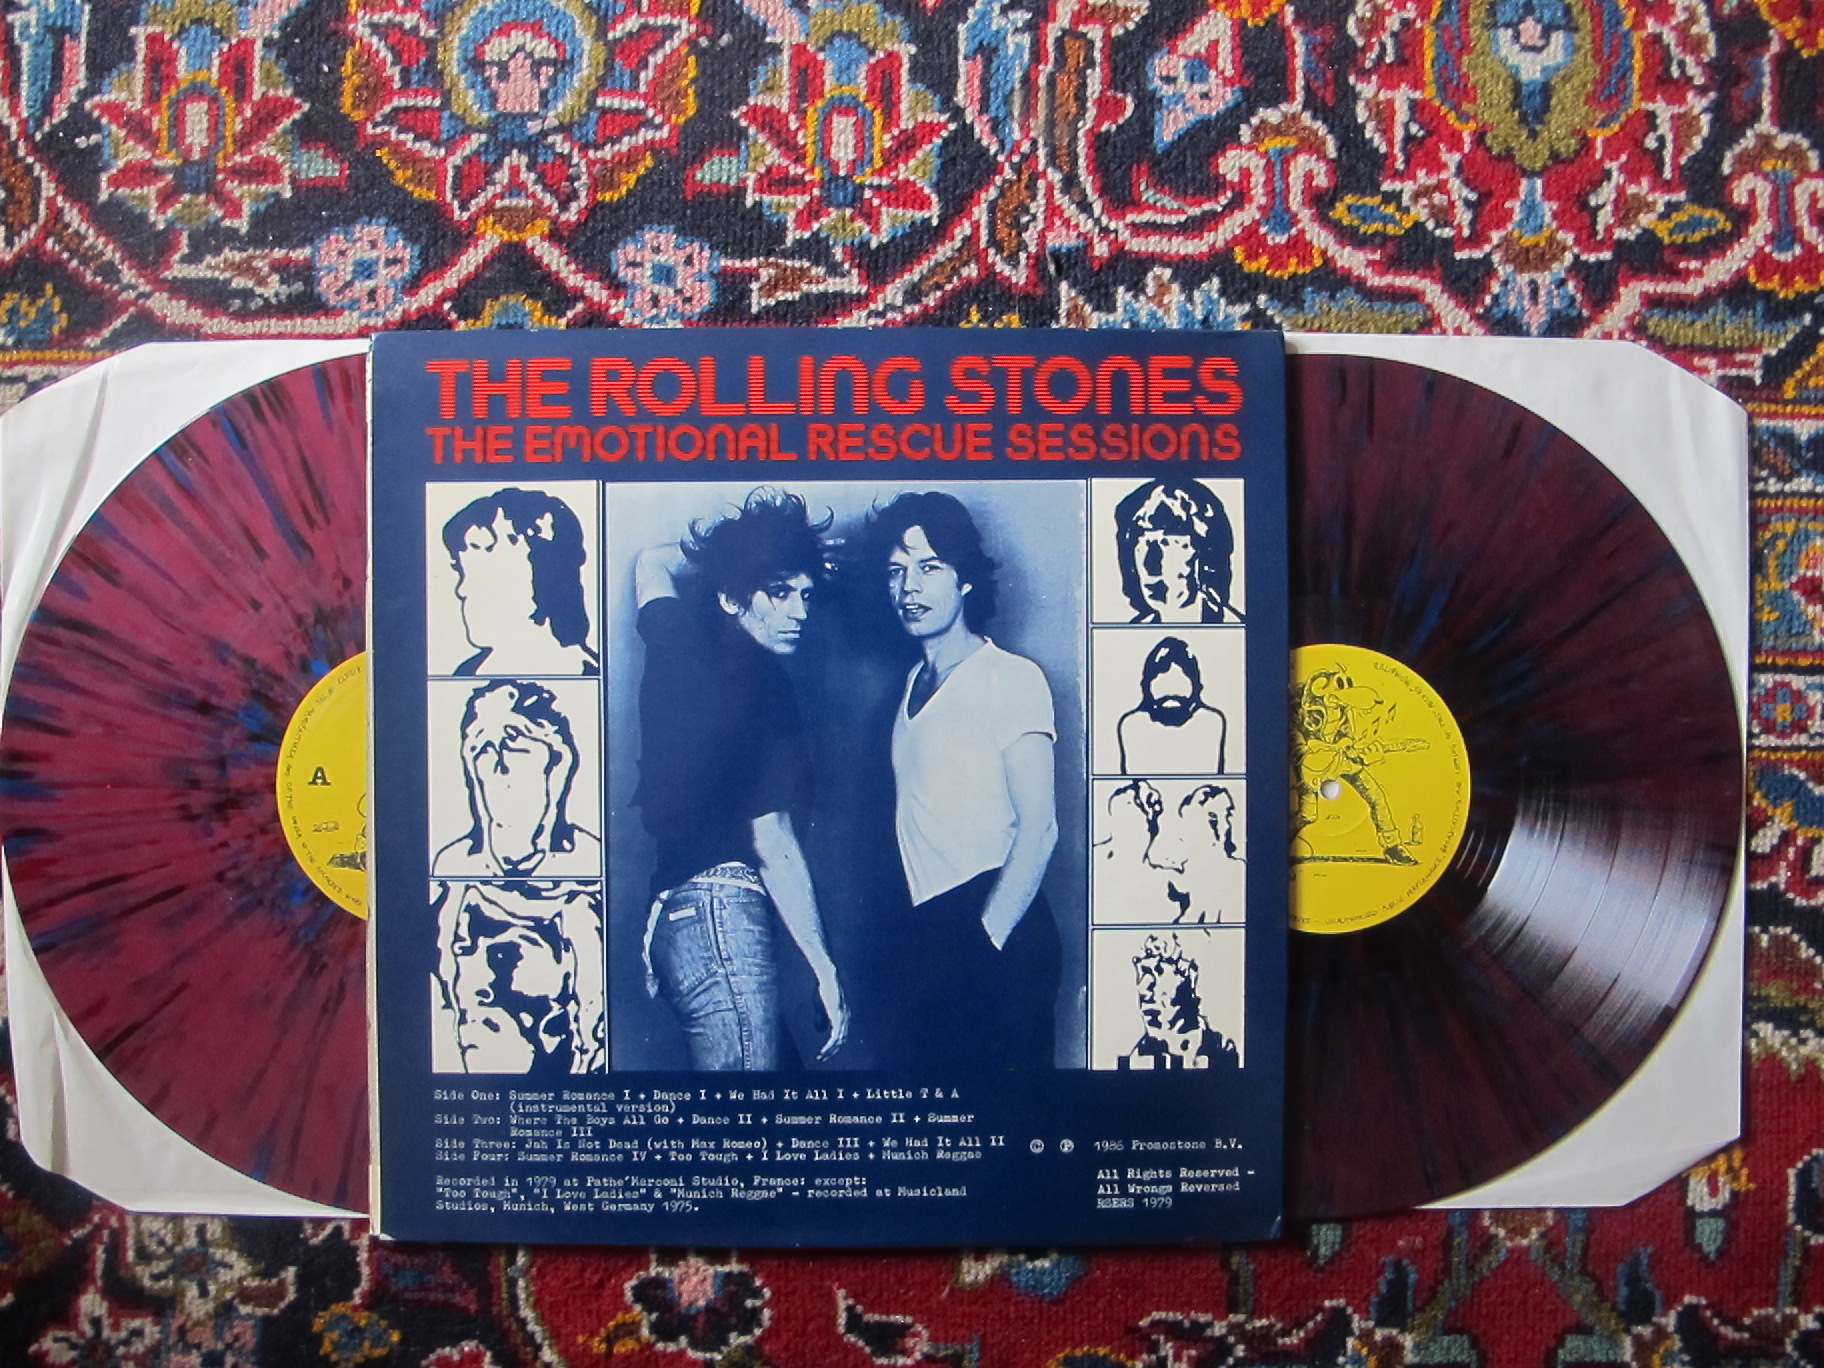 THE ROLLING STONES
THE EMOTIONAL RESCUE SESSIONS
A
Side One: Summer Romance I + Dance I + We Had It All I + Little T & A
(instrumental version)
Side Two: Where The Boys All Go + Dance II + Summer Romance II + Summer
Romance III
Side Three: Jah Is Not Dead (with Max Romeo) + Dance III + We Had It All II
Side Four: Summer Romance IV + Too Tough + I Love Ladies + Munich Reggae
Recorded in 1979 at Pathe'Marconi Studio, France: except:
"Too Tough", "I Love Ladies" & "Munich Reggae" - recorded at Musicland
Studios, Munich, West Germany 1975.
© ℗ 1986 Promostone B.V.
All Rights Reserved -
All Wrongs Reversed
RSERS 1979